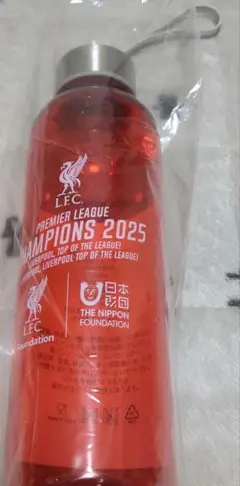 L.F.C.
PREMIER LEAGUE
CHAMPIONS 2025
LIVERPOOL, TOP OF THE LEAGUE!
LIVERPOOL, LIVERPOOL TOP OF THE LEAGUE!
L.F.C.
Foundation
日本
財団
THE NIPPON
FOUNDATION